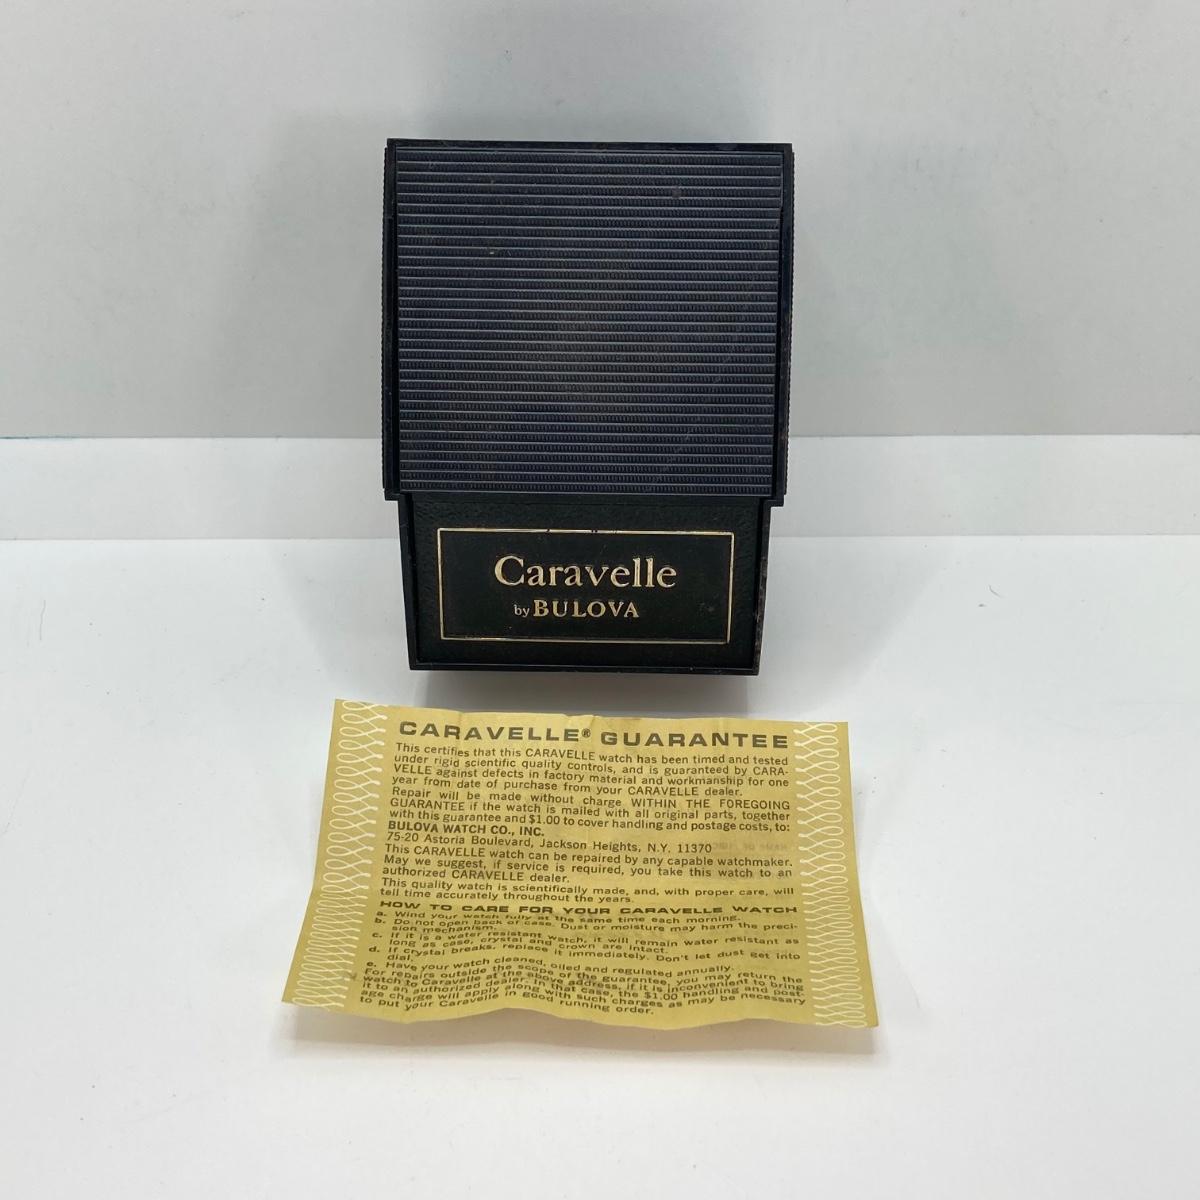 Caravelle
by BULOVA
CARAVELLE® GUARANTEE
This certifies that this CARAVELLE watch has been timed and tested
under rigid scientific quality controls, and is guaranteed by CARA-
VELLE against defects in factory material and workmanship for one
year from date of purchase from your CARAVELLE dealer.
Repair will be made without charge WITHIN THE FOREGOING
GUARANTEE if the watch is mailed with all original parts, together
with this guarantee and $1.00 to cover handling and postage costs, to:
BULOVA WATCH CO., INC.
75-20 Astoria Boulevard, Jackson Heights, N.Y. 11370
This CARAVELLE watch can be repaired by any capable watchmaker.
May we suggest, if service is required, you take this watch to an
authorized CARAVELLE dealer.
This quality watch is scientifically made, and, with proper care, will
tell time accurately throughout the years.
HOW TO CARE FOR YOUR CARAVELLE WATCH
a. Wind your watch fully at the same time each morning.
b. Do not open back of case. Dust or moisture may harm the preci-
sion mechanism.
c. If it is a water resistant watch, it will remain water resistant as
long as case, crystal and crown are intact.
d. If crystal breaks, replace it immediately. Don't let dust get into
dial.
e. Have your watch cleaned, oiled and regulated annually.
For repairs outside the scope of the guarantee, you may return the
watch to Caravelle at the above address, if it is inconvenient to bring
it to an authorized dealer. In that case, the $1.00 handling and post-
age charge will apply along with such charges as may be necessary
to put your Caravelle in good running order.